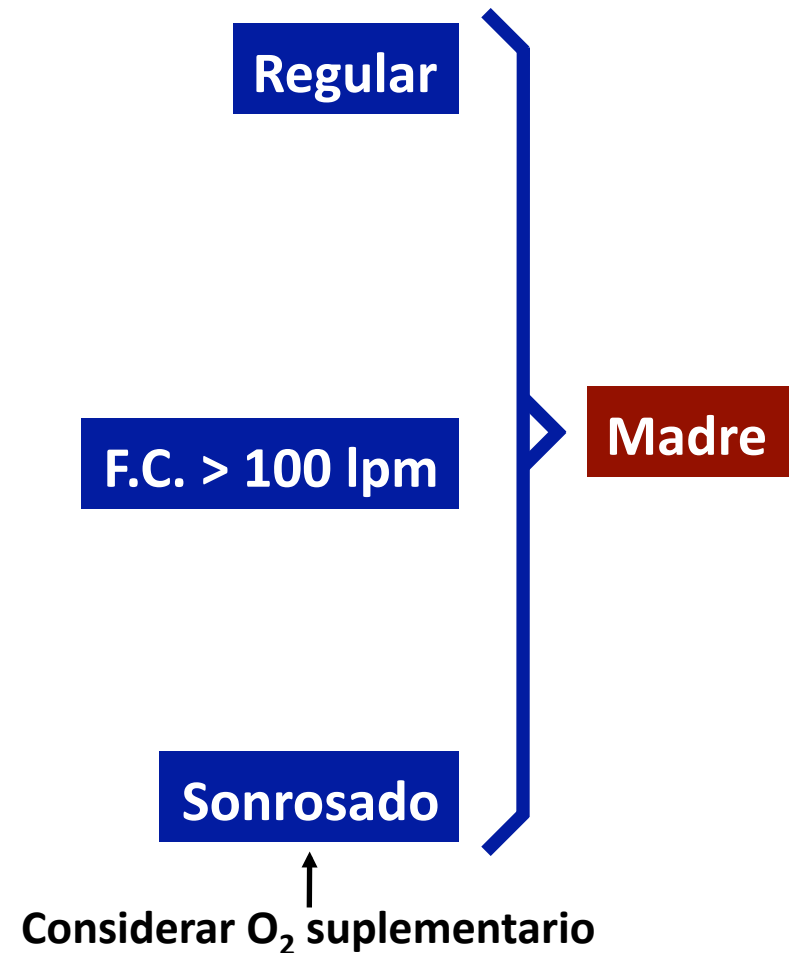 Regular
Madre
F.C. > 100 lpm
Sonrosado
Considerar O₂ suplementario